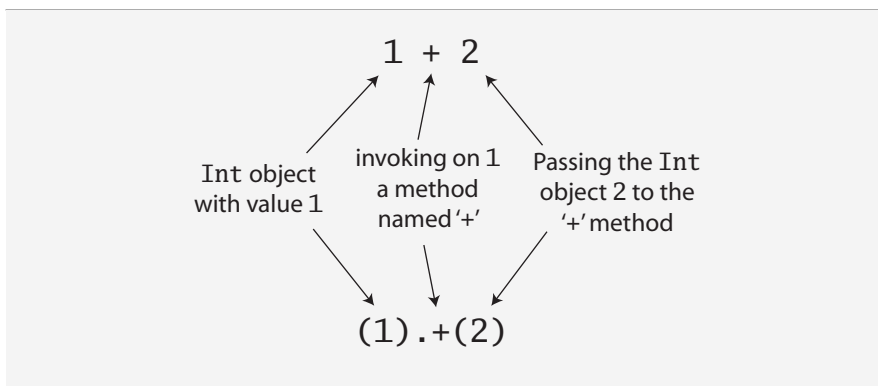 1 + 2
Int object
with value 1
invoking on 1
a method
named ‘+’
Passing the Int
object 2 to the
‘+’ method
(1).+(2)